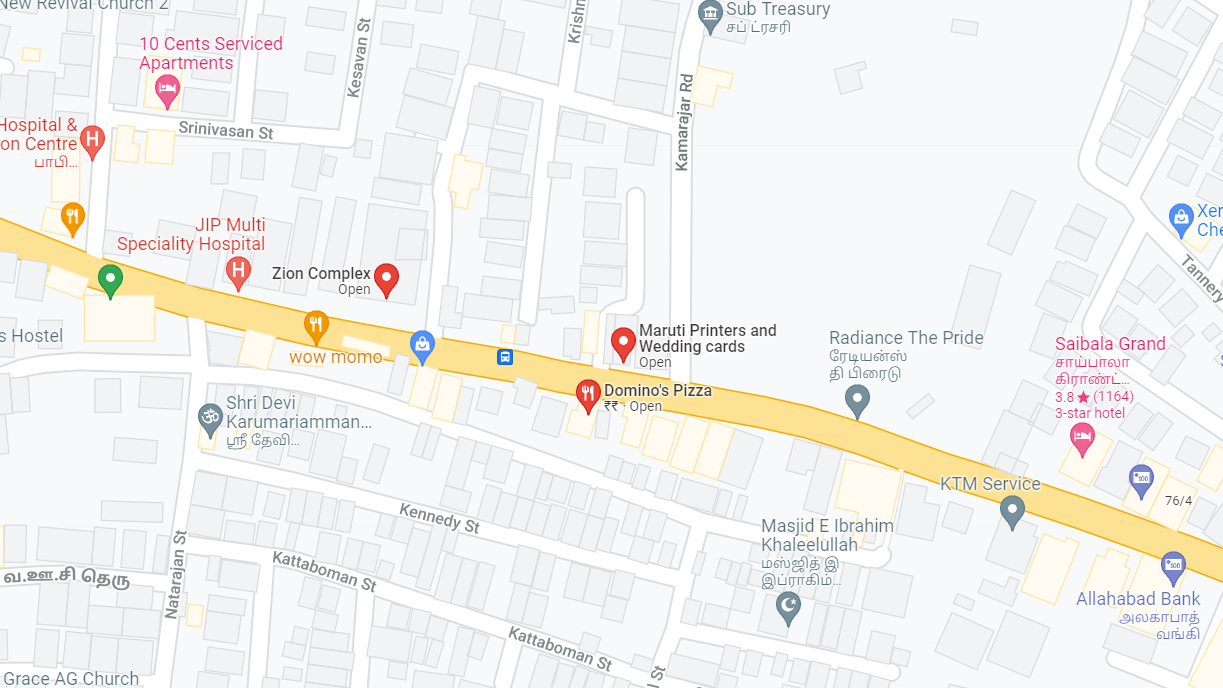 New Revival Church 2
Sub Treasury
சப் ட்ரசரி
10 Cents Serviced
Apartments
Kesavan St
Krishn
Kamarajar Rd
Srinivasan St
Hospital &
on Centre
பாபி...
JIP Multi
Speciality Hospital
Zion Complex
Open
Xer
Che
Tannery
s Hostel
wow momo
Maruti Printers and
Wedding cards
Open
Radiance The Pride
ரேடியன்ஸ்
தி பிரைடு
Saibala Grand
சாய்பாலா
கிராண்ட்...
3.8★ (1164)
3-star hotel
Domino's Pizza
₹₹ · Open
Shri Devi
Karumariamman...
ஸ்ரீ தேவி...
KTM Service
100
76/4
Kennedy St
Masjid E Ibrahim
Khaleelullah
மஸ்ஜித் இ
இப்ராகிம்...
Natarajan St
வ.ஊ.சி தெரு
Kattaboman St
100
Allahabad Bank
அலகாபாத்
வங்கி
Kattaboman St
l St
Grace AG Church